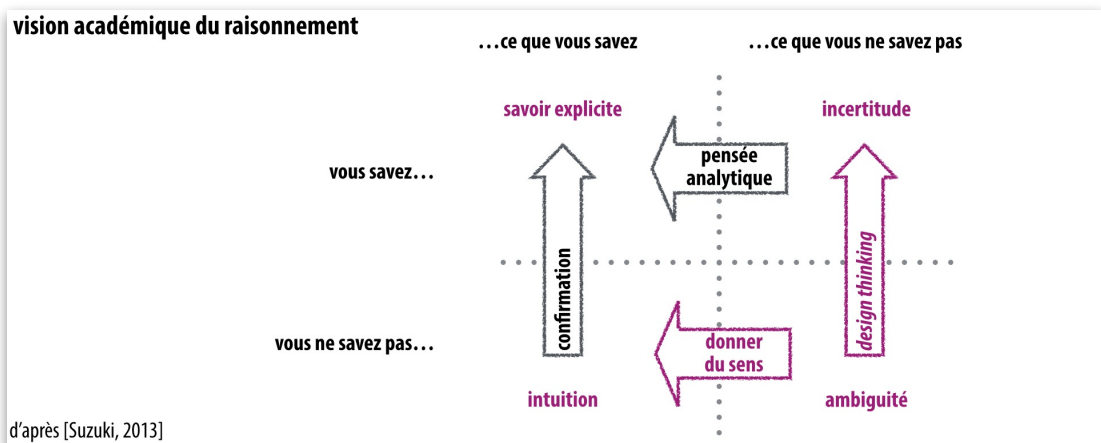 vision académique du raisonnement
…ce que vous savez
…ce que vous ne savez pas
savoir explicite
incertitude
vous savez…
pensée
analytique
confirmation
design thinking
vous ne savez pas…
donner
du sens
intuition
ambiguité
d'après [Suzuki, 2013]